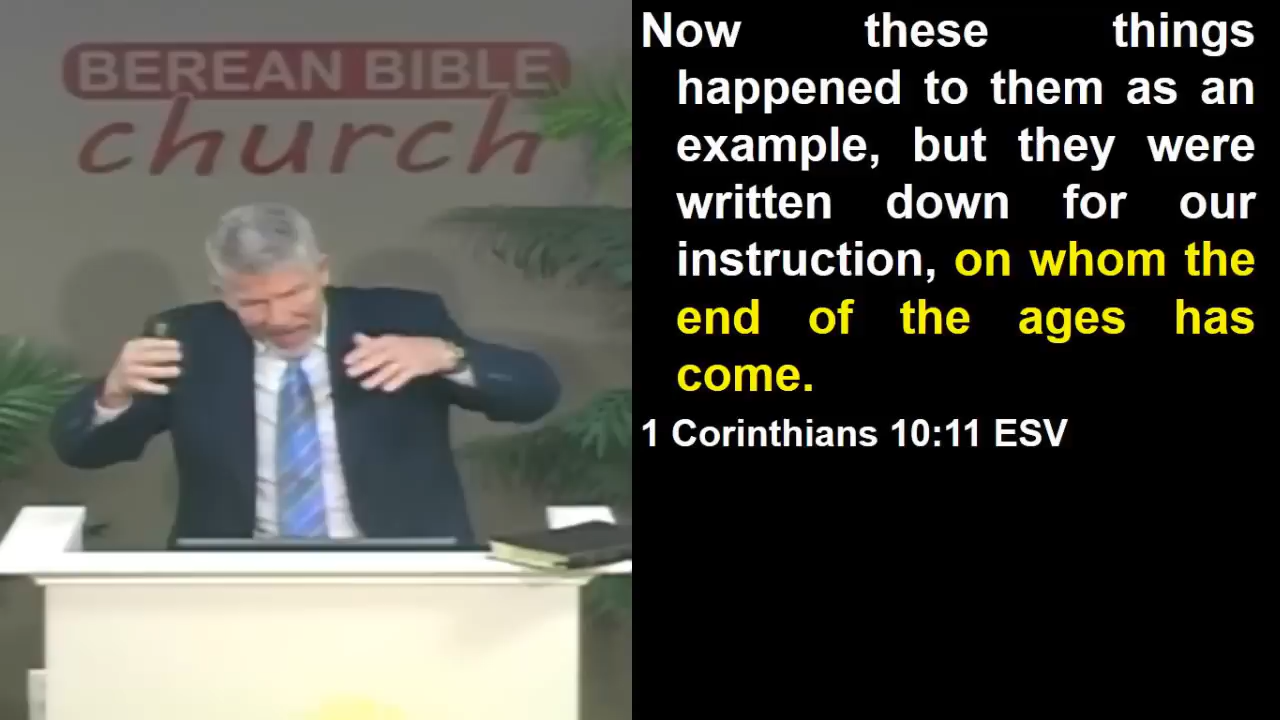 BEREAN BIBLE
church
Now these things
happened to them as an
example, but they were
written down for our
instruction, on whom the
end of the ages has
come.
1 Corinthians 10:11 ESV